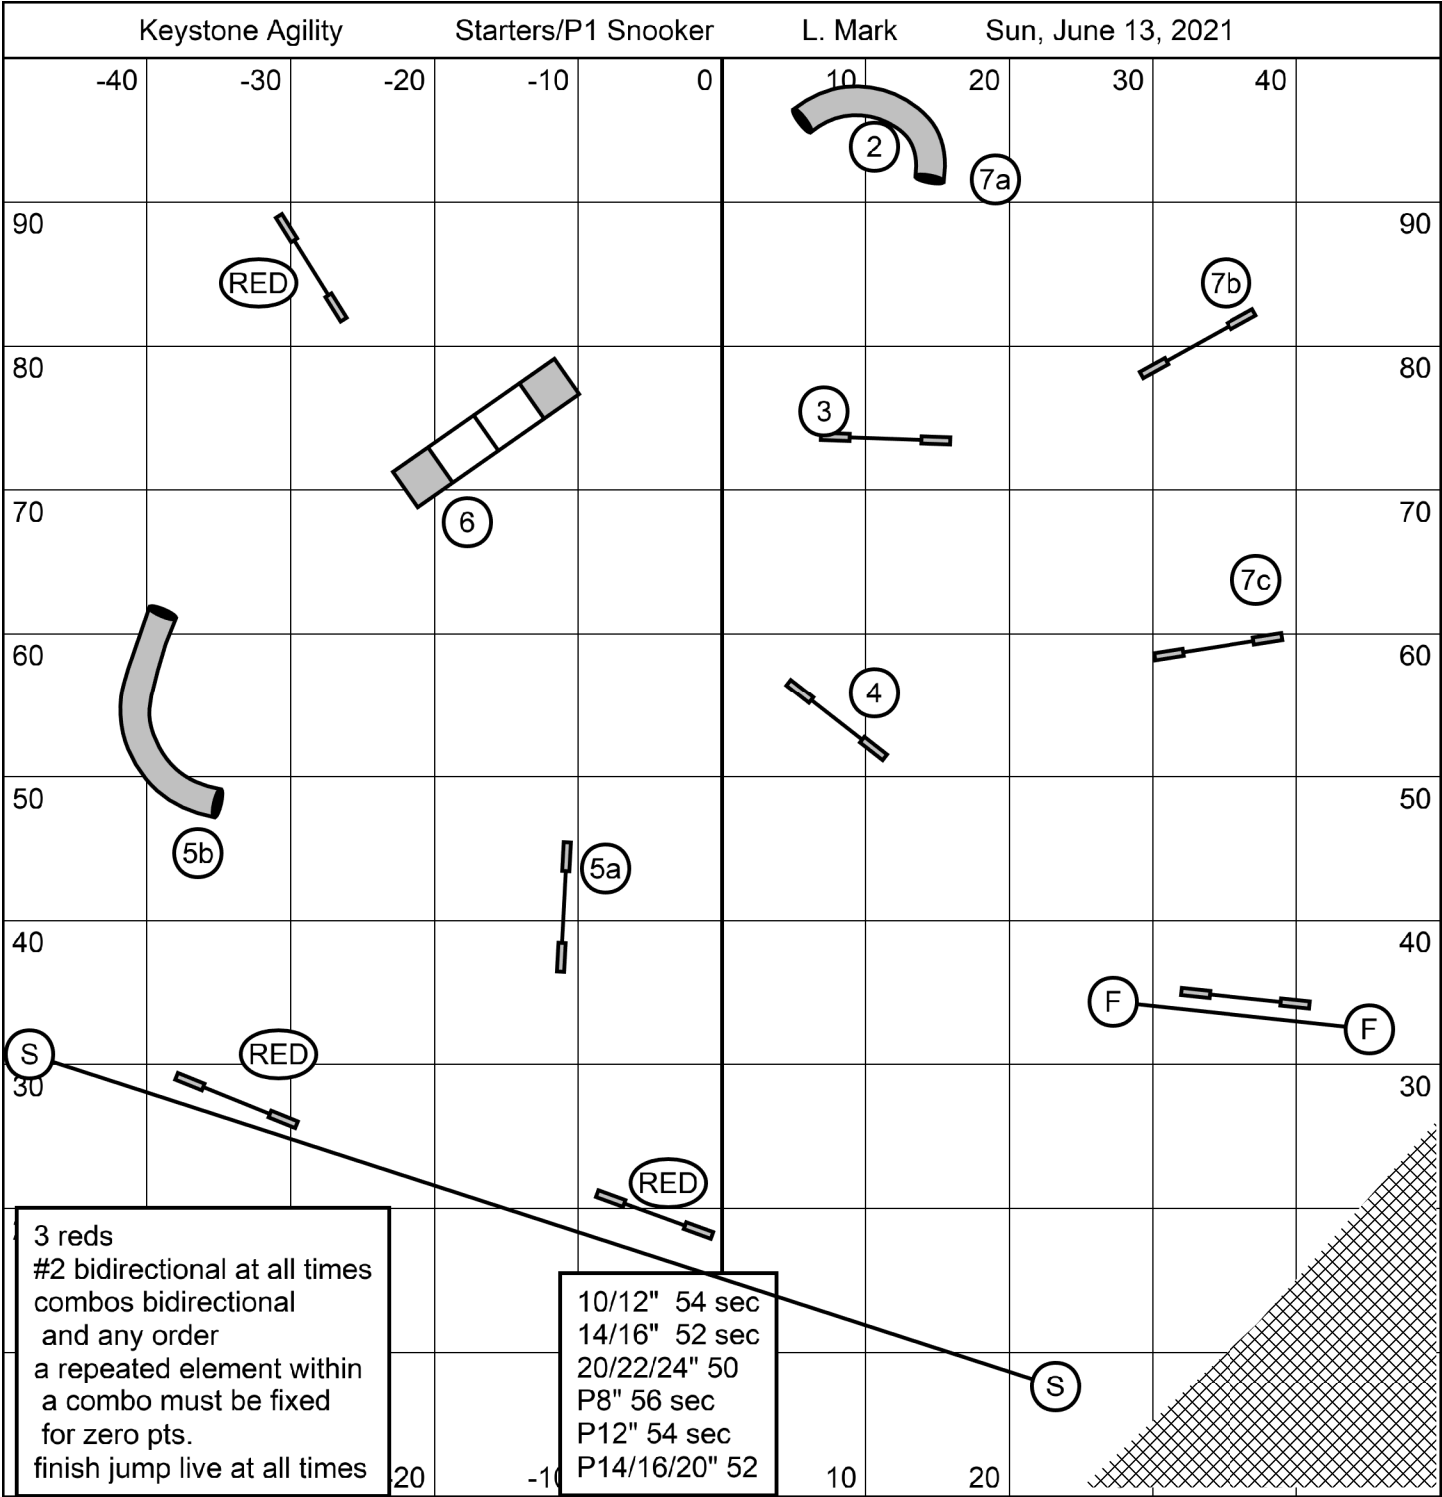 Keystone Agility Starters/P1 Snooker L. Mark Sun, June 13, 2021
-40 -30 -20 -10 0 10 20 30 40
2
7a
90 90
RED 7b
80 80
3
70 70
6
7c
60 60
4
50 50
5b 5a
40 40
F F
S RED
30 30
RED
3 reds
#2 bidirectional at all times
combos bidirectional
and any order
a repeated element within
a combo must be fixed
for zero pts.
finish jump live at all times
10/12" 54 sec
14/16" 52 sec
20/22/24" 50
P8" 56 sec
P12" 54 sec
P14/16/20" 52
S
20 -10 10 20